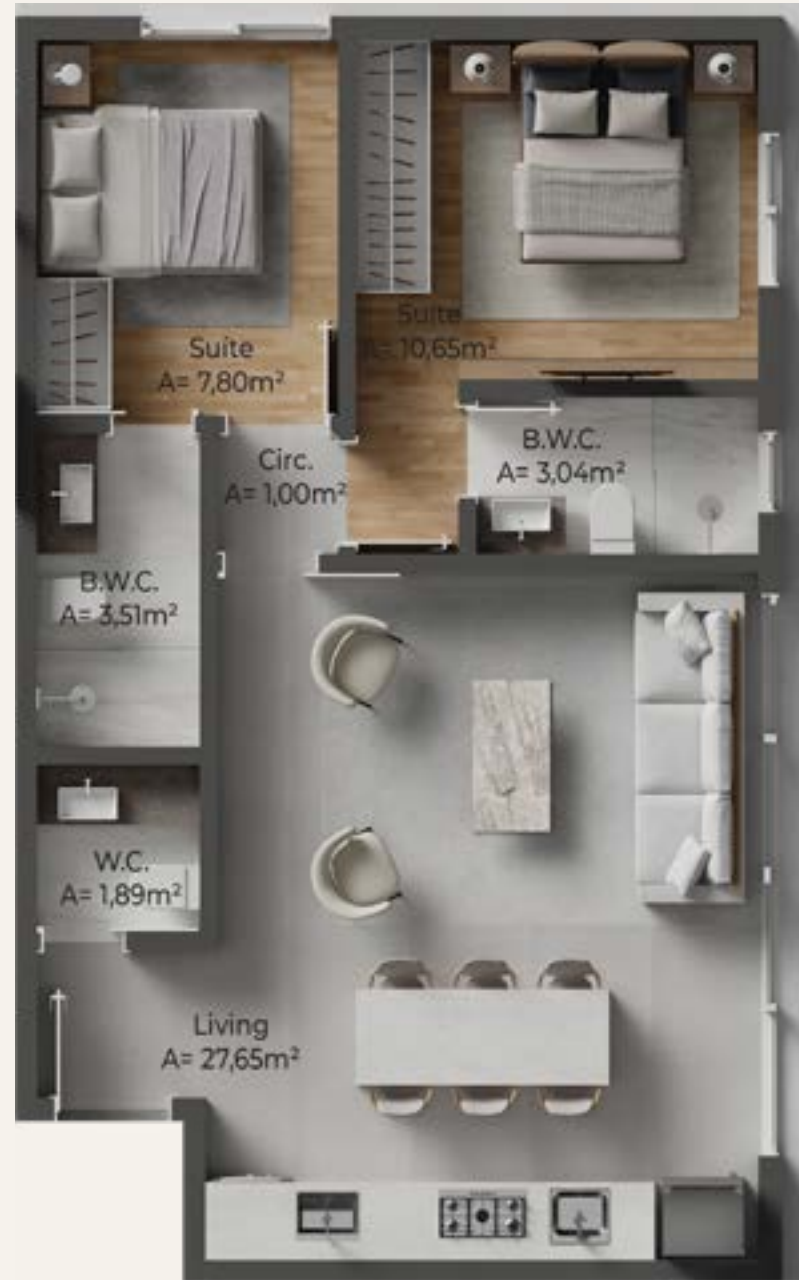 Suite
A= 7,80m²
Suite
A= 10,65m²
Circ.
A= 1,00m²
B.W.C.
A= 3,04m²
B.W.C.
A= 3,51m²
W.C.
A= 1,89m²
Living
A= 27,65m²